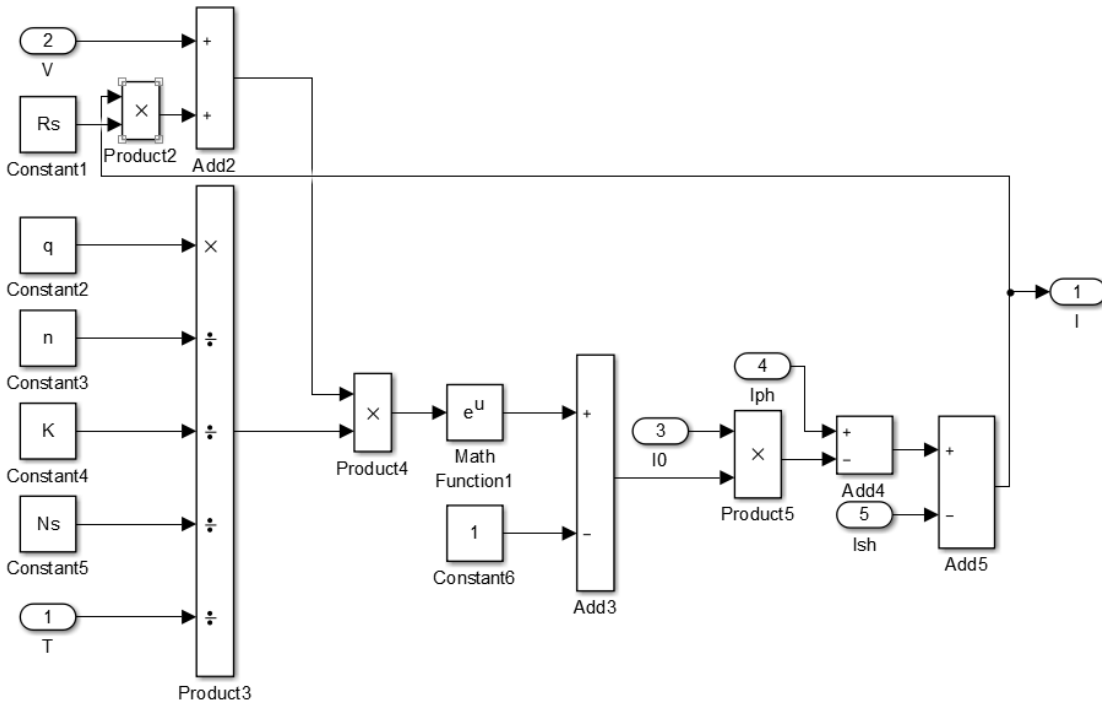 2
V
+
+
Add2
Rs
Constant1
×
Product2
q
Constant2
n
Constant3
K
Constant4
Ns
Constant5
1
T
×
÷
÷
÷
÷
Product3
×
Product4
e^u
Math
Function1
1
Constant6
+
−
Add3
3
I0
×
Product5
4
Iph
+
−
Add4
5
Ish
+
−
Add5
1
I